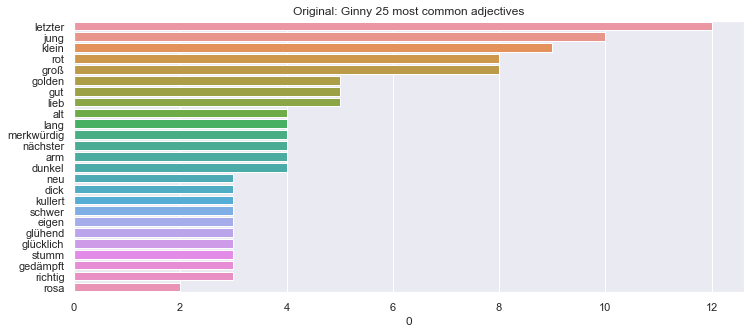 Original: Ginny 25 most common adjectives
letzter
jung
klein
rot
groß
golden
gut
lieb
alt
lang
merkwürdig
nächster
arm
dunkel
neu
dick
kullert
schwer
eigen
glühend
glücklich
stumm
gedämpft
richtig
rosa
0 2 4 6 8 10 12
0